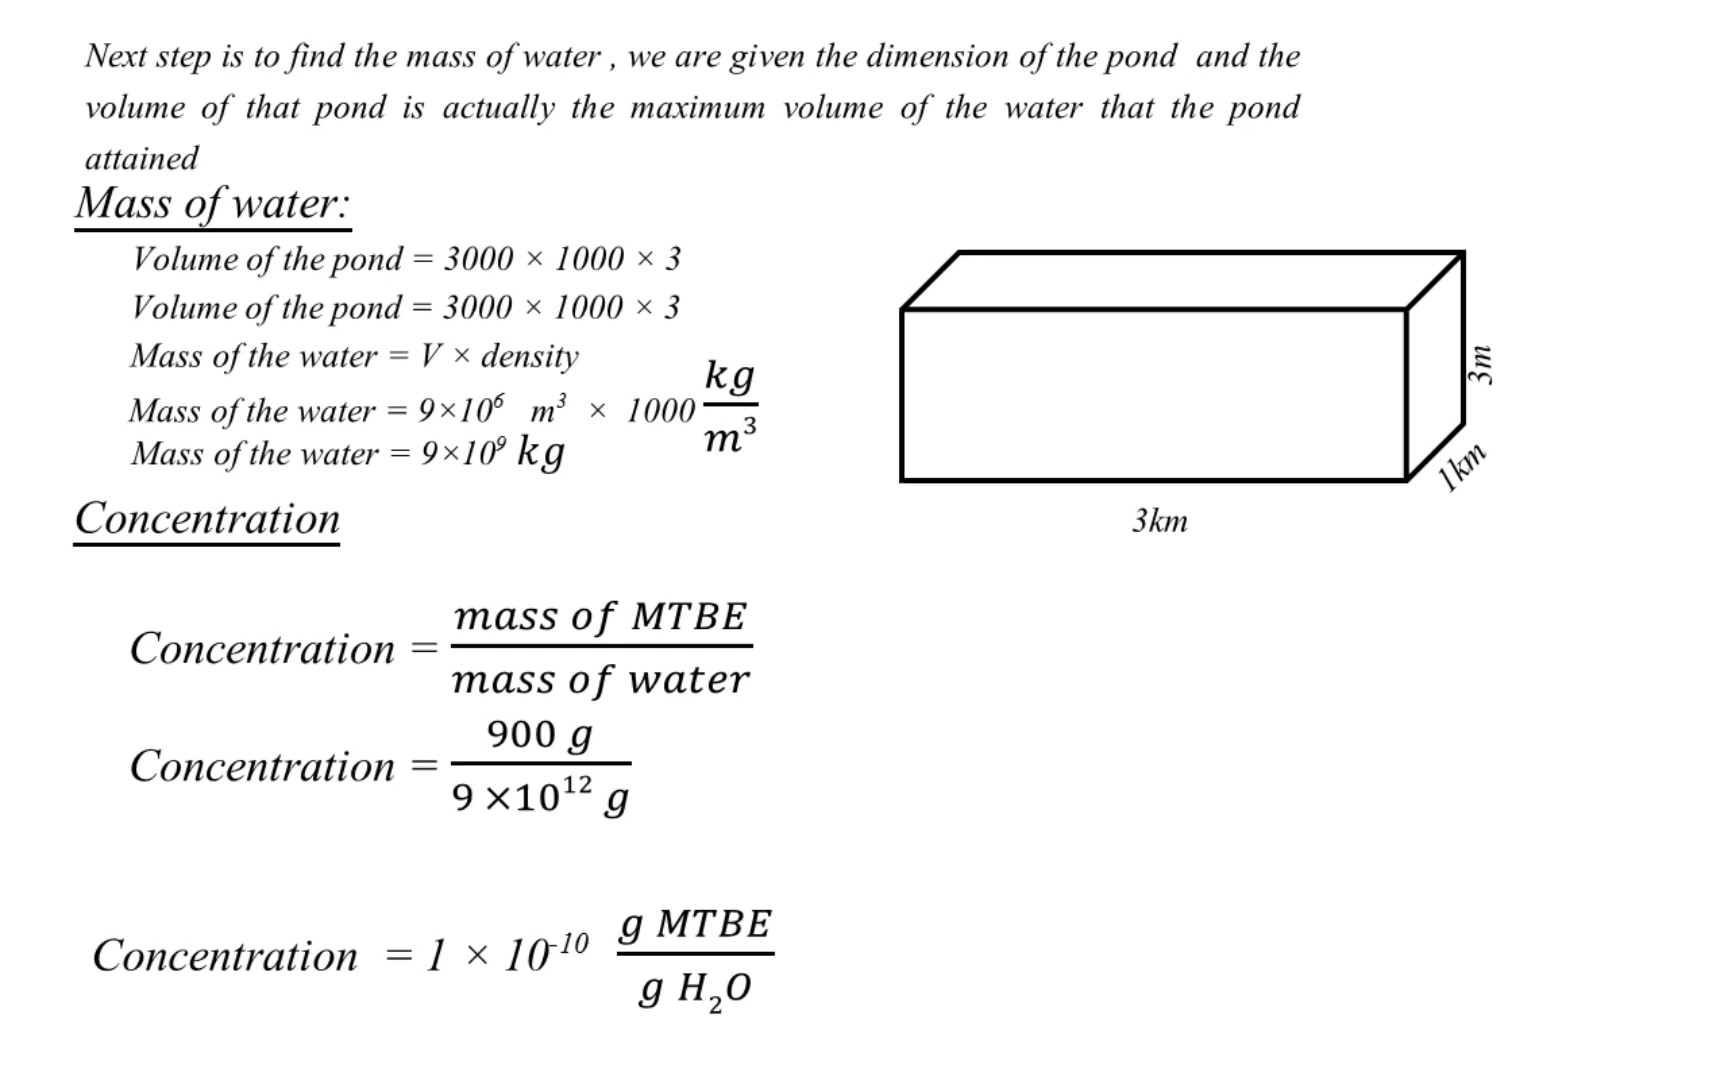 Next step is to find the mass of water , we are given the dimension of the pond and the
volume of that pond is actually the maximum volume of the water that the pond
attained
Mass of water:
Volume of the pond = 3000 × 1000 × 3
Volume of the pond = 3000 × 1000 × 3
Mass of the water = V × density
Mass of the water = 9×10⁶ m³ × 1000 kg/m³
Mass of the water = 9×10⁹ kg
3m
1km
3km
Concentration
Concentration = mass of MTBE / mass of water
Concentration = 900 g / 9 ×10¹² g
Concentration = 1 × 10⁻¹⁰ g MTBE / g H₂O